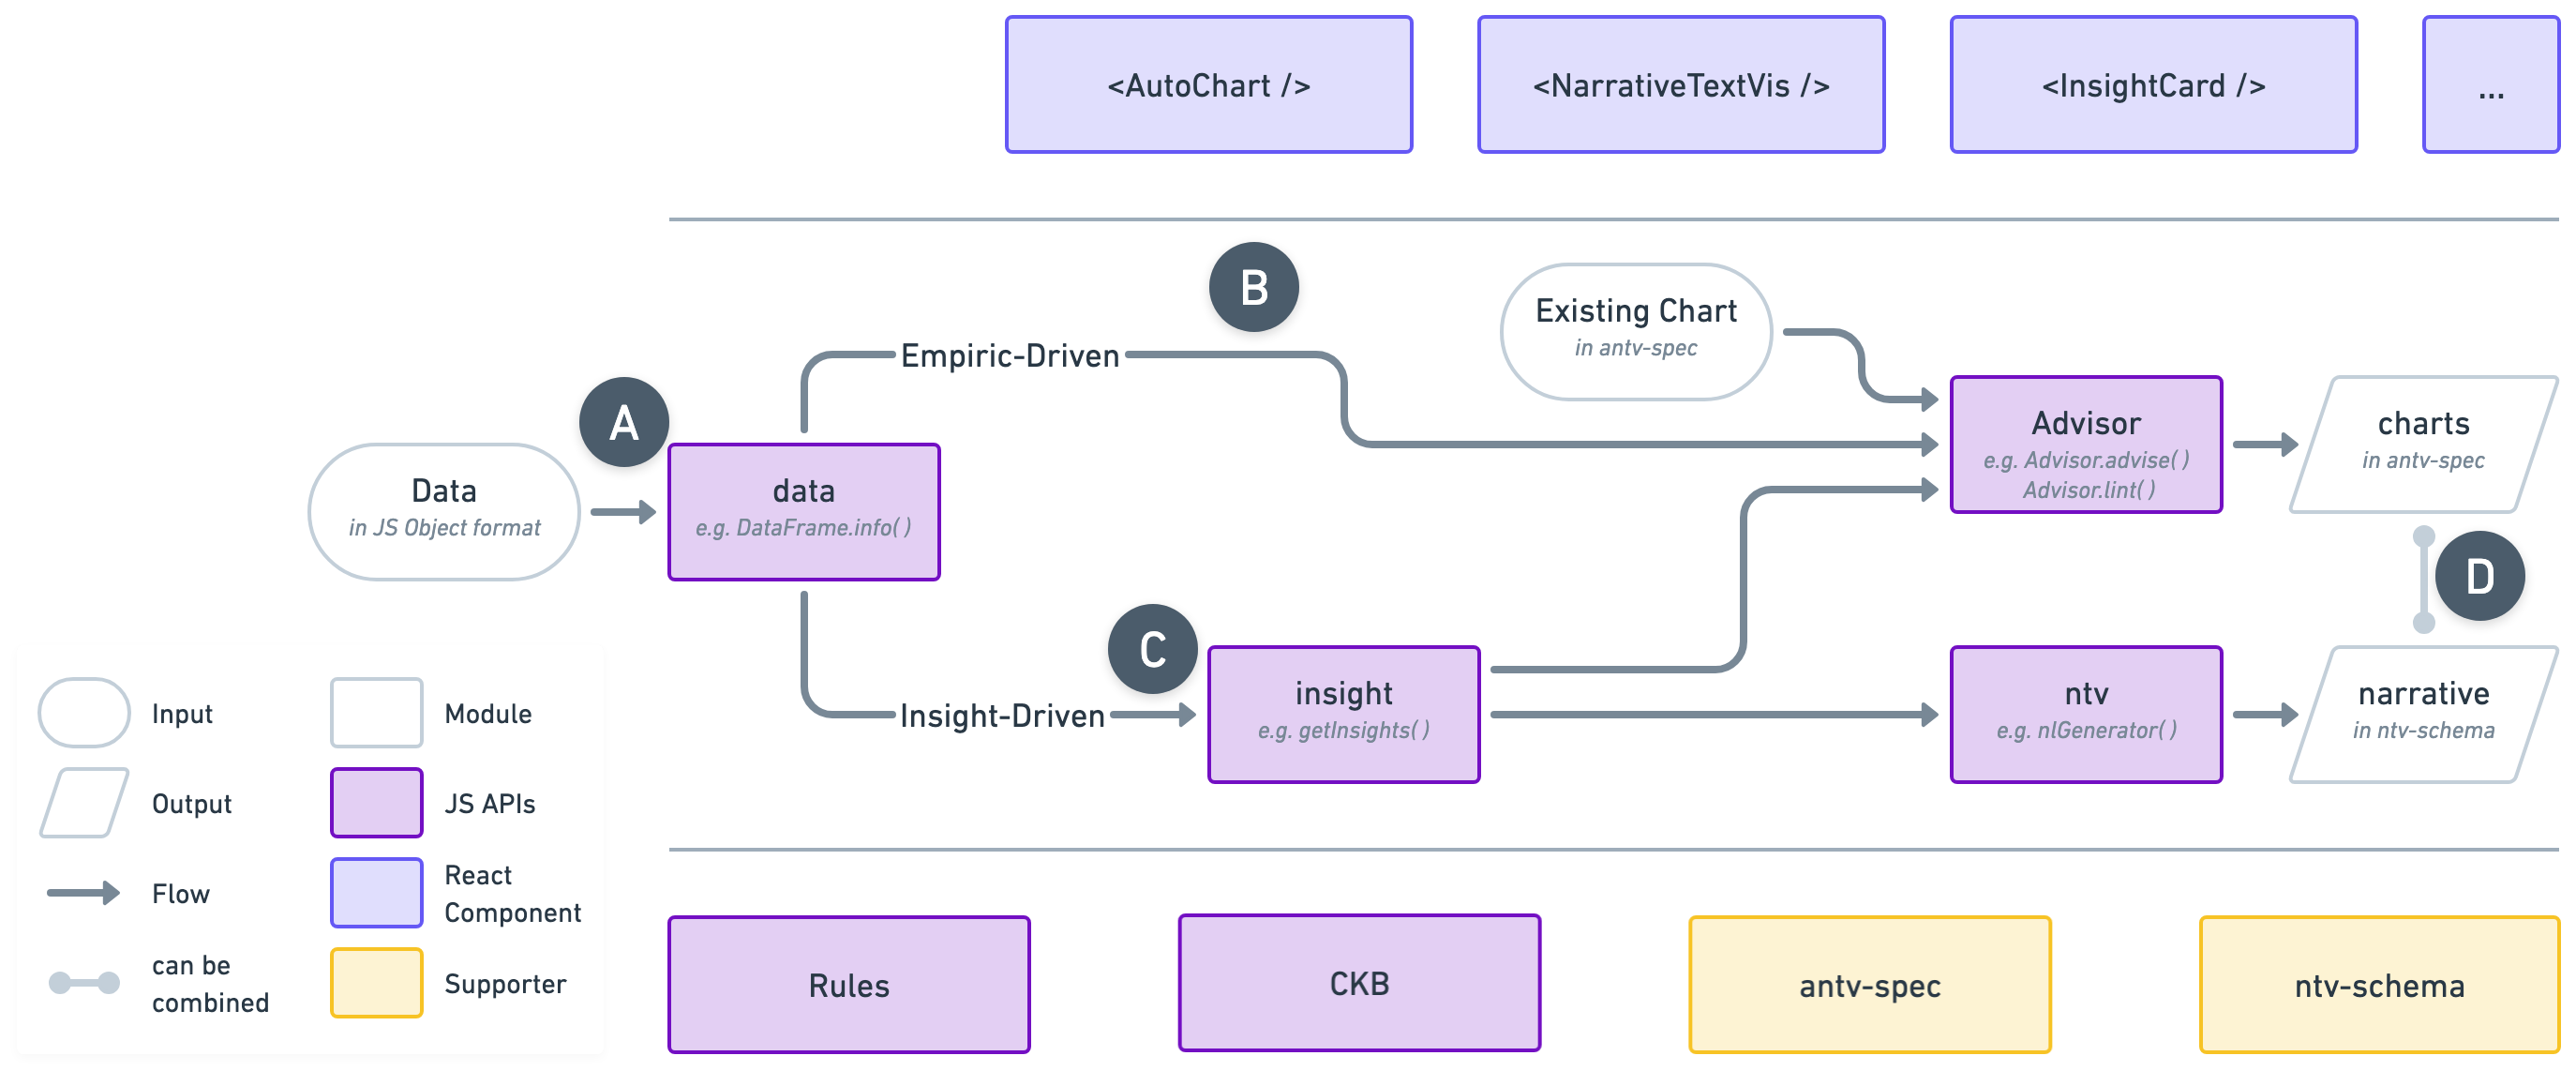 <AutoChart />
<NarrativeTextVis />
<InsightCard />
...
B
Existing Chart
in antv-spec
Empiric-Driven
A
Data
in JS Object format
data
e.g. DataFrame.info( )
Advisor
e.g. Advisor.advise( )
Advisor.lint( )
charts
in antv-spec
D
C
Insight-Driven
insight
e.g. getInsights( )
ntv
e.g. nlGenerator( )
narrative
in ntv-schema
Input
Module
Output
JS APIs
Flow
React
Component
can be
combined
Supporter
Rules
CKB
antv-spec
ntv-schema